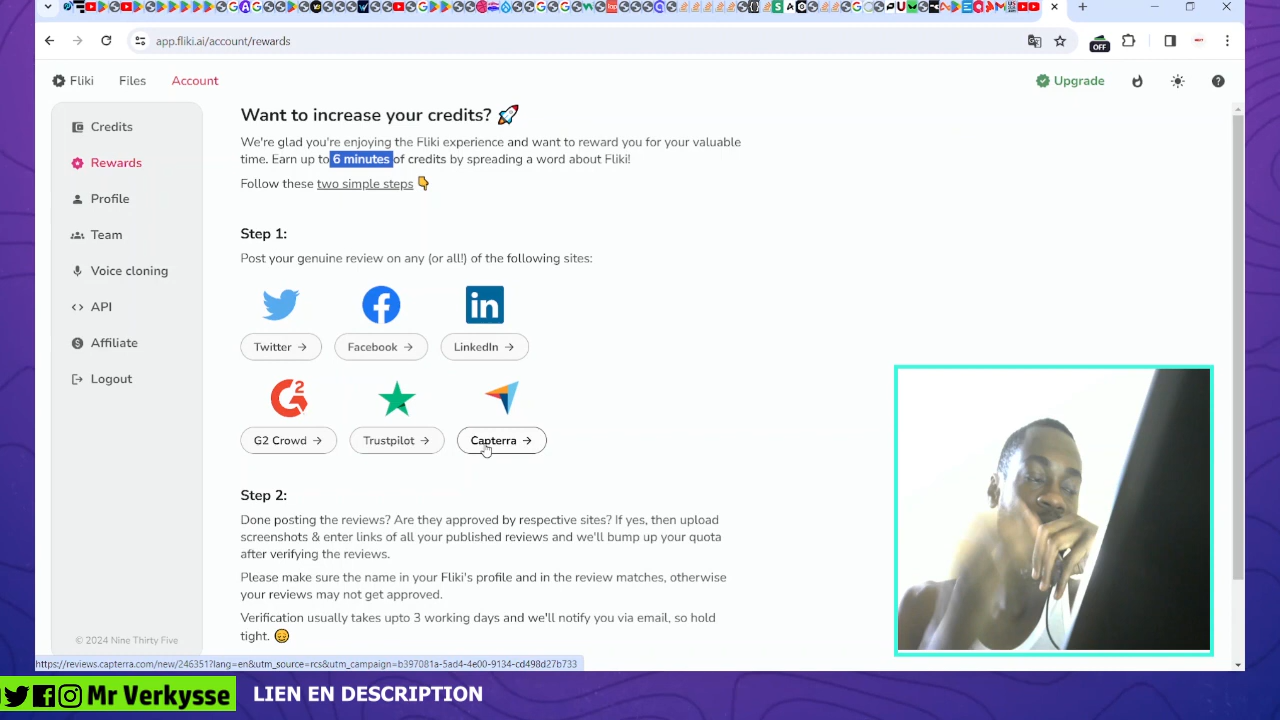 app.fliki.ai/account/rewards
OFF
Fliki
Files
Account
Upgrade
Credits
Rewards
Profile
Team
Voice cloning
API
Affiliate
Logout
© 2024 Nine Thirty Five
Want to increase your credits? 🚀
We're glad you're enjoying the Fliki experience and want to reward you for your valuable
time. Earn up to 6 minutes of credits by spreading a word about Fliki!
Follow these two simple steps 👇
Step 1:
Post your genuine review on any (or all!) of the following sites:
Twitter →
Facebook →
LinkedIn →
G2 Crowd →
Trustpilot →
Capterra →
Step 2:
Done posting the reviews? Are they approved by respective sites? If yes, then upload
screenshots & enter links of all your published reviews and we'll bump up your quota
after verifying the reviews.
Please make sure the name in your Fliki's profile and in the review matches, otherwise
your reviews may not get approved.
Verification usually takes upto 3 working days and we'll notify you via email, so hold
tight. 😊
https://reviews.capterra.com/new/246351?lang=en&utm_source=rcs&utm_campaign=b397081a-5ad4-4e00-9134-cd498d27b733
Mr Verkysse
LIEN EN DESCRIPTION